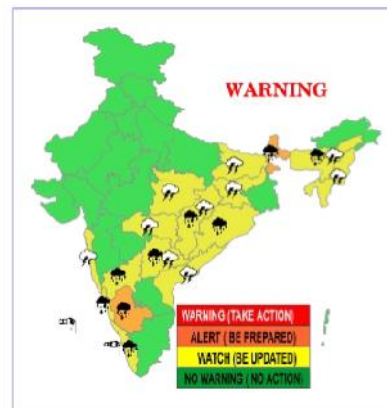 WARNING
WARNING (TAKE ACTION)
ALERT ( BE PREPARED)
WATCH (BE UPDATED)
NO WARNING ( NO ACTION)